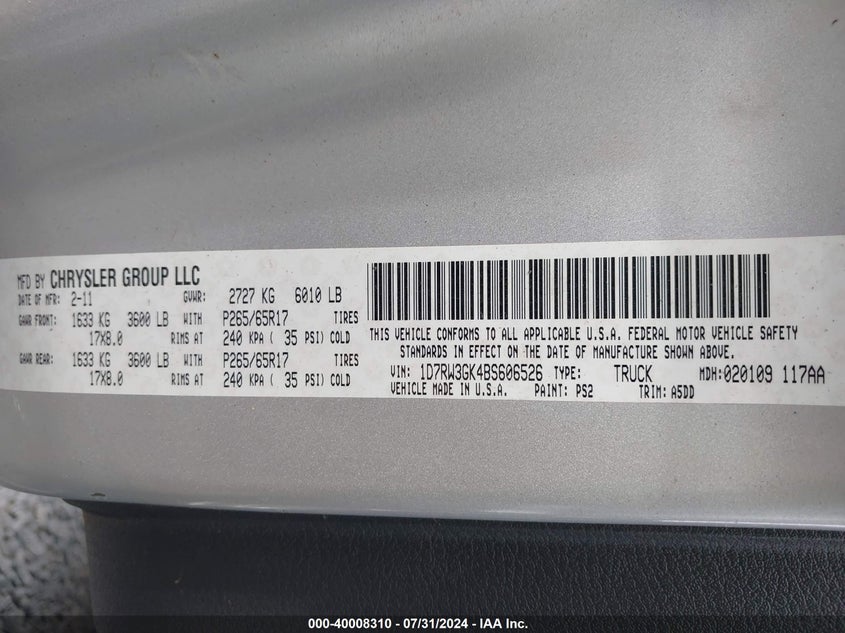 MFD BY CHRYSLER GROUP LLC
DATE OF MFR: 2-11 GVWR: 2727 KG 6010 LB
GAWR FRONT: 1633 KG 3600 LB WITH P265/65R17 TIRES
17X8.0 RIMS AT 240 KPA ( 35 PSI) COLD
GAWR REAR: 1633 KG 3600 LB WITH P265/65R17 TIRES
17X8.0 RIMS AT 240 KPA ( 35 PSI) COLD
THIS VEHICLE CONFORMS TO ALL APPLICABLE U.S.A. FEDERAL MOTOR VEHICLE SAFETY
STANDARDS IN EFFECT ON THE DATE OF MANUFACTURE SHOWN ABOVE.
VIN: 1D7RW3GK4BS606526 TYPE: TRUCK MDH: 020109 117AA
VEHICLE MADE IN U.S.A. PAINT: PS2 TRIM: A5DD
000-40008310 / 07/31/2024 - IAA Inc.